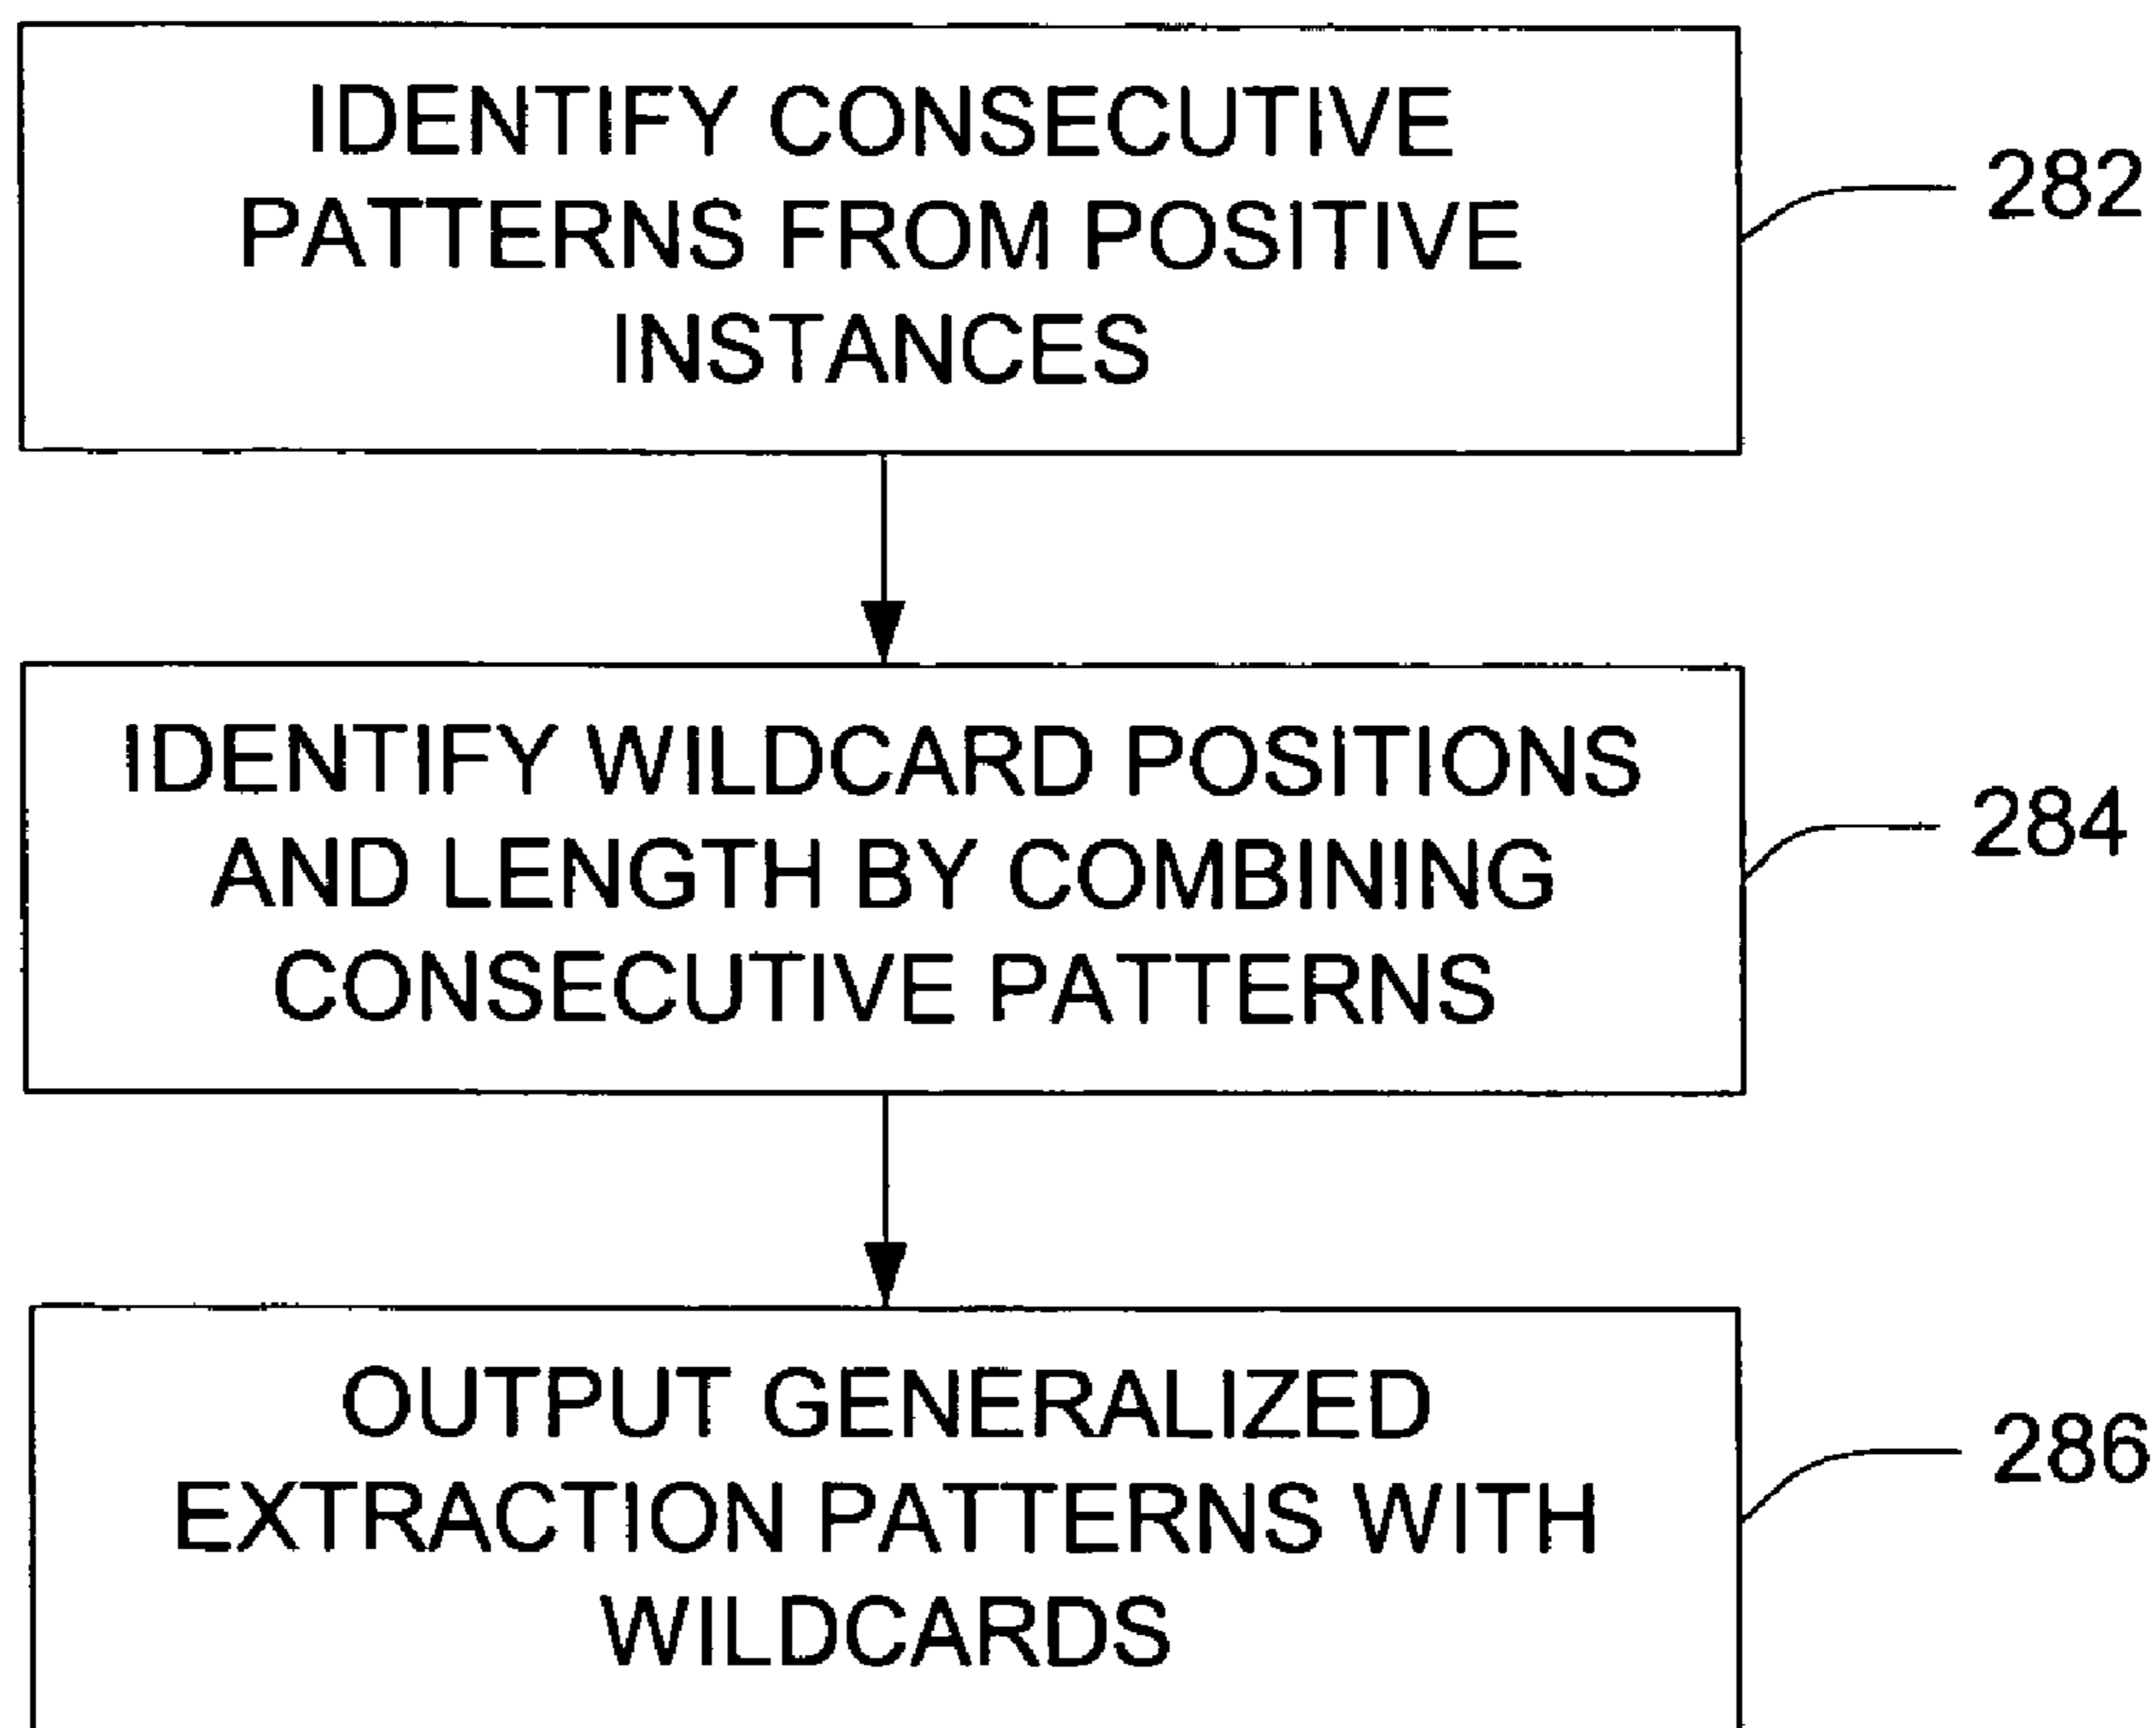 IDENTIFY CONSECUTIVE
PATTERNS FROM POSITIVE
INSTANCES
282
IDENTIFY WILDCARD POSITIONS
AND LENGTH BY COMBINING
CONSECUTIVE PATTERNS
284
OUTPUT GENERALIZED
EXTRACTION PATTERNS WITH
WILDCARDS
286